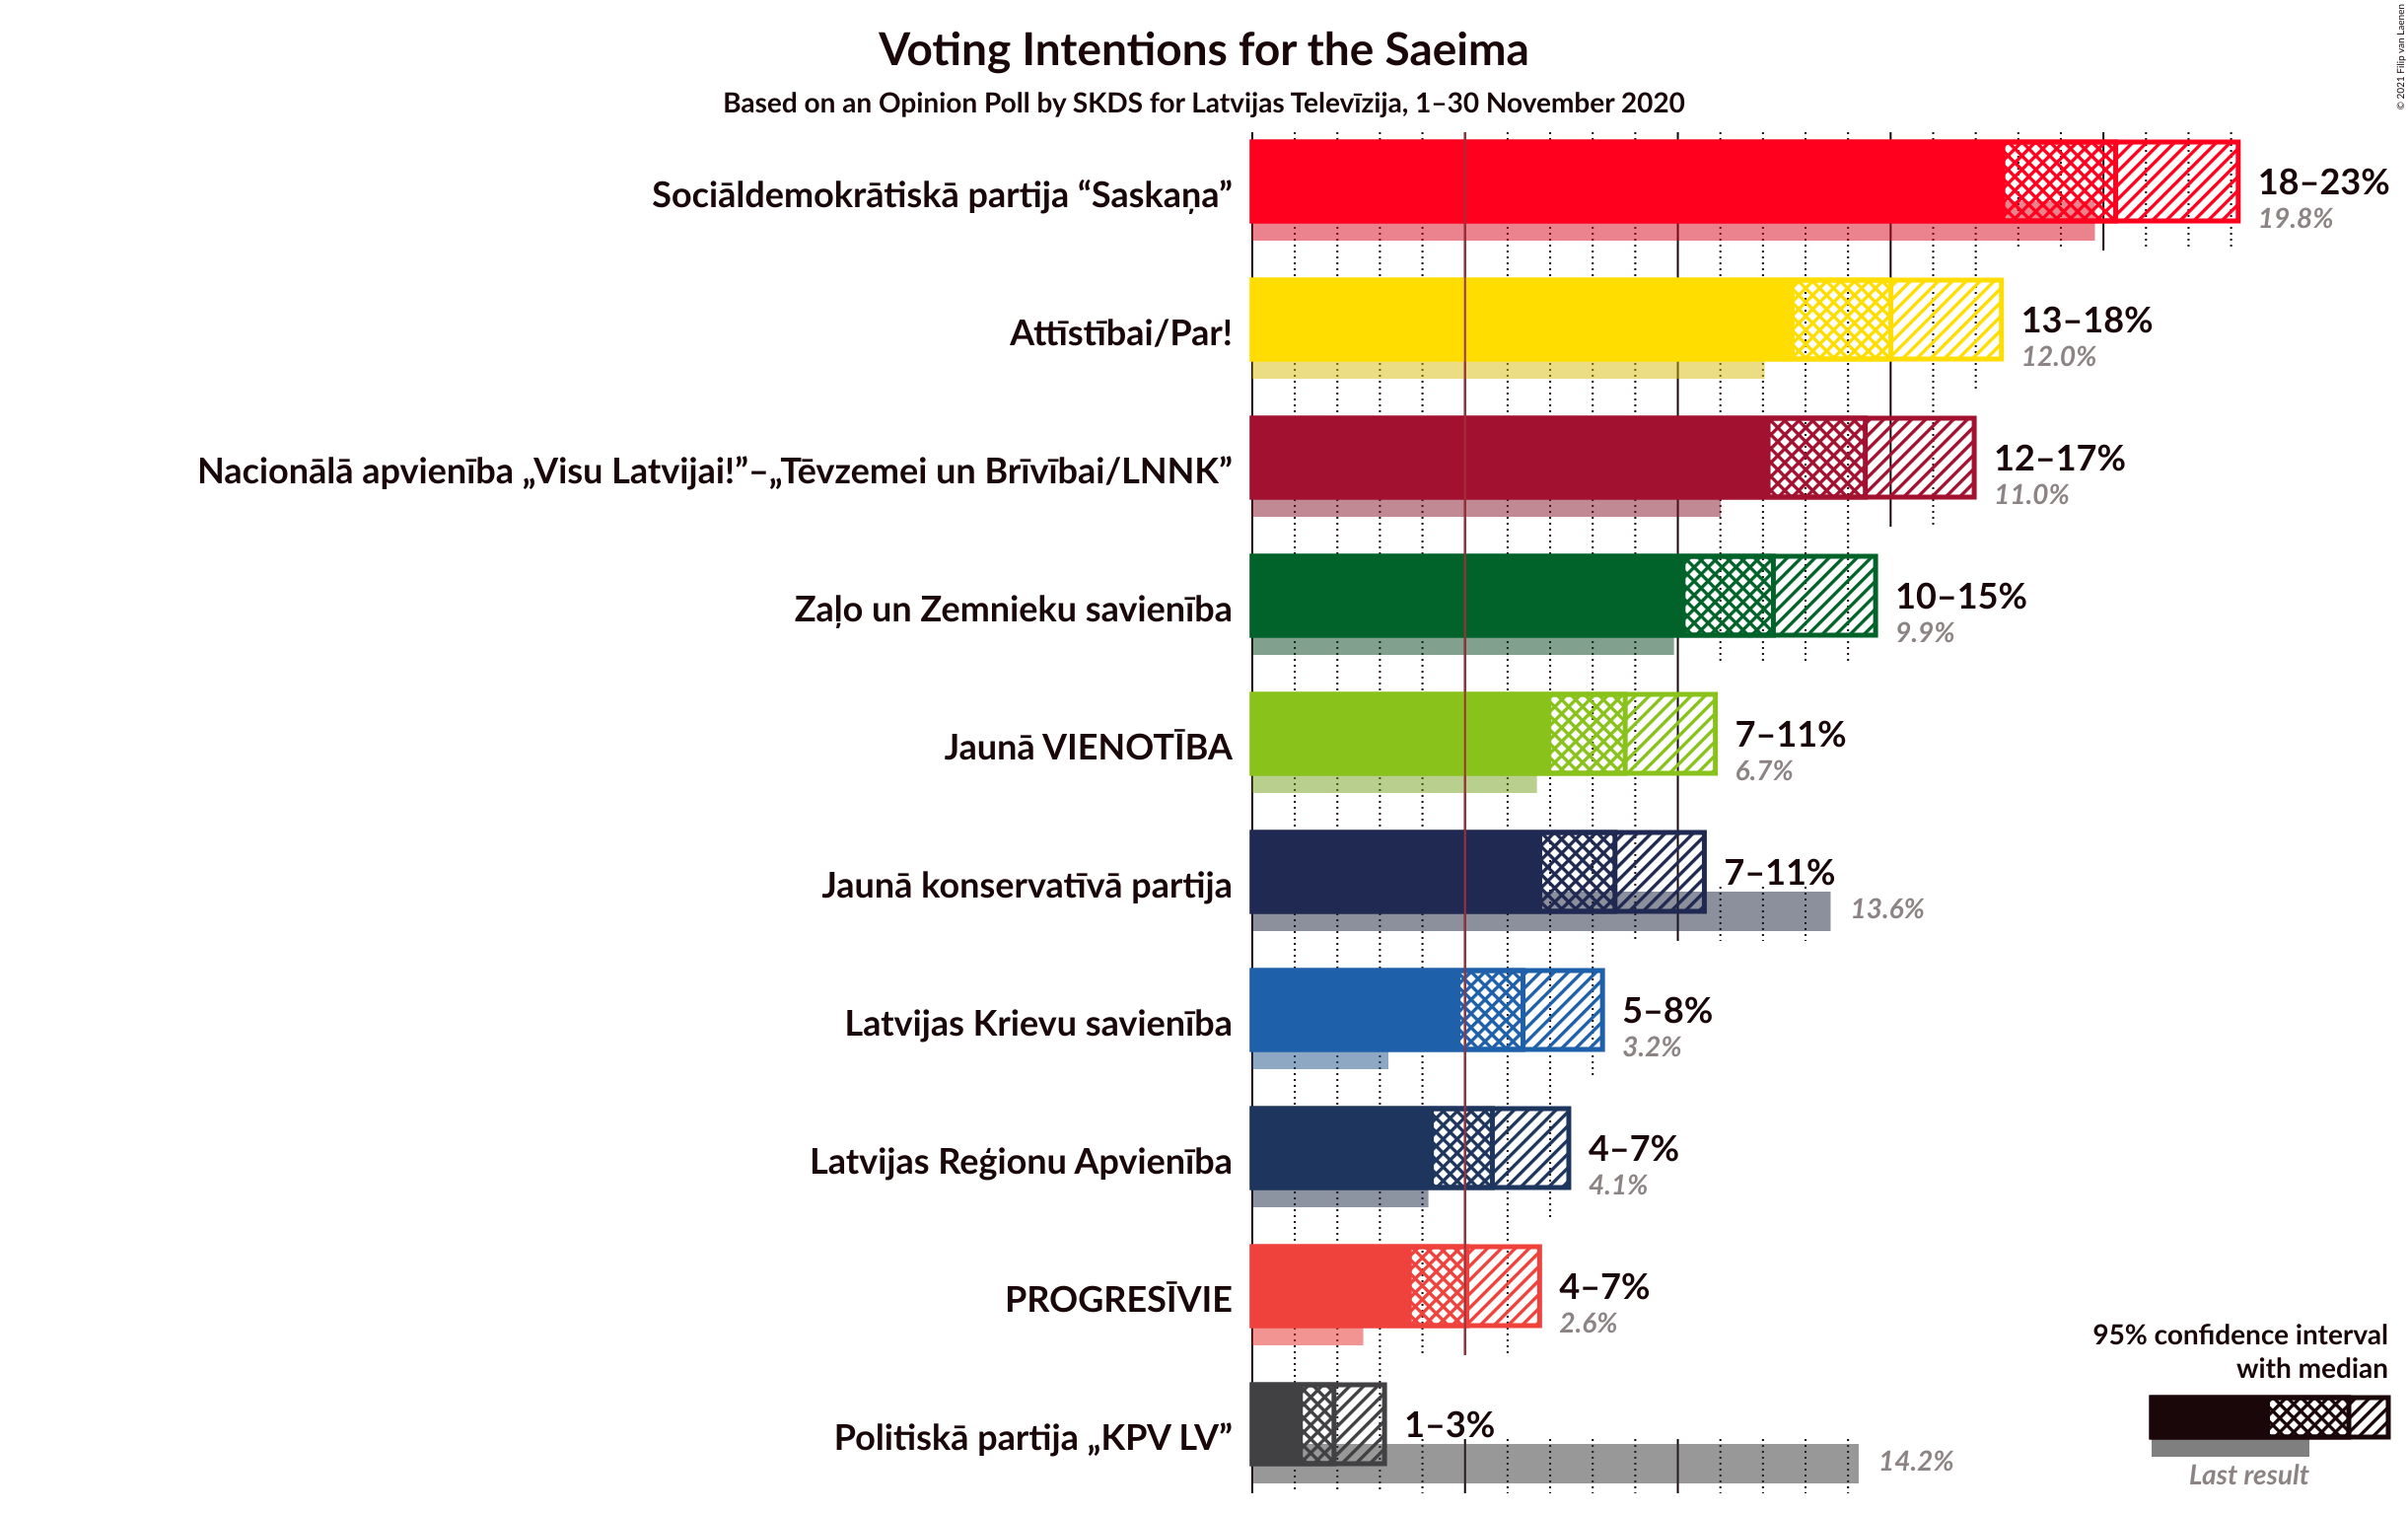 Voting Intentions for the Saeima
Based on an Opinion Poll by SKDS for Latvijas Televīzija, 1–30 November 2020
© 2021 Filip van Laenen
Sociāldemokrātiskā partija “Saskaņa”
18–23%
19.8%
Attīstībai/Par!
13–18%
12.0%
Nacionālā apvienība „Visu Latvijai!”–„Tēvzemei un Brīvībai/LNNK”
12–17%
11.0%
Zaļo un Zemnieku savienība
10–15%
9.9%
Jaunā VIENOTĪBA
7–11%
6.7%
Jaunā konservatīvā partija
7–11%
13.6%
Latvijas Krievu savienība
5–8%
3.2%
Latvijas Reģionu Apvienība
4–7%
4.1%
PROGRESĪVIE
4–7%
2.6%
Politiskā partija „KPV LV”
1–3%
14.2%
95% confidence interval
with median
Last result